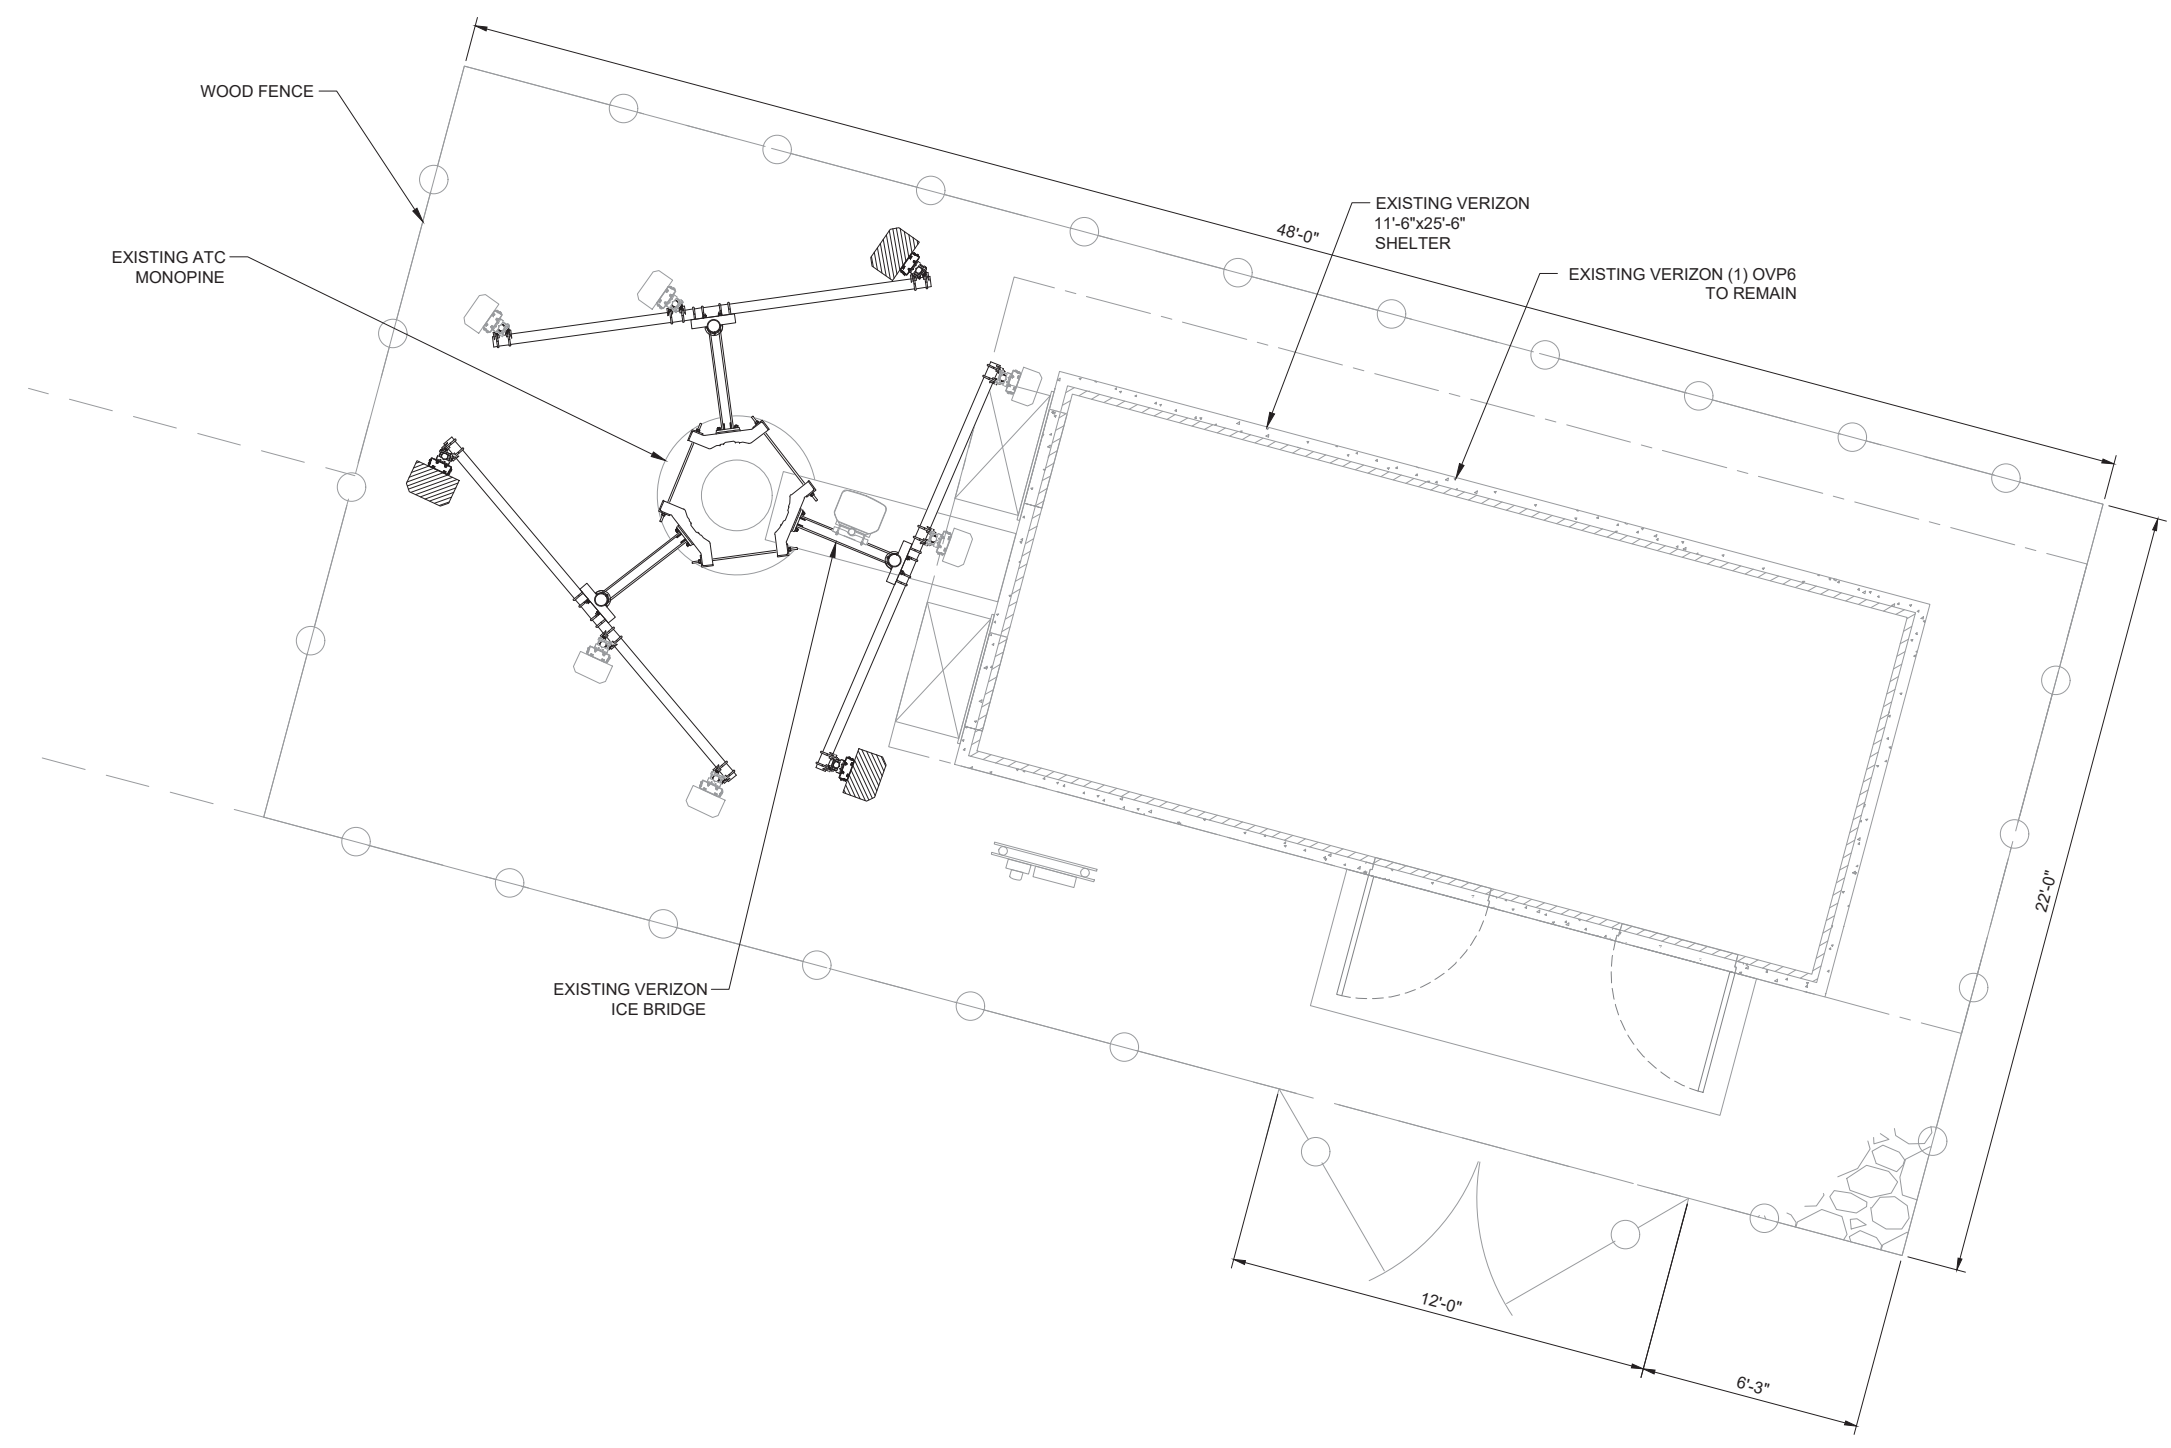 WOOD FENCE
EXISTING ATC
MONOPINE
48'-0"
EXISTING VERIZON
11'-6"x25'-6"
SHELTER
EXISTING VERIZON (1) OVP6
TO REMAIN
22'-0"
EXISTING VERIZON
ICE BRIDGE
12'-0"
6'-3"